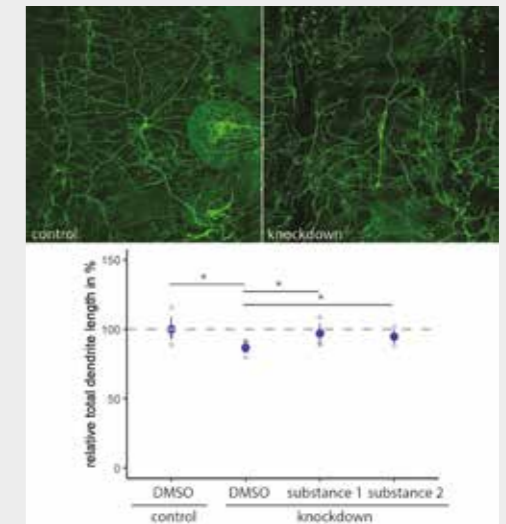 control
knockdown
150
100
50
0
relative total dendrite length in %
*
*
*
DMSO DMSO substance 1 substance 2
control knockdown